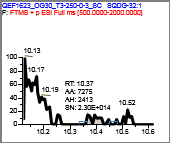 QEF1623_OG30_T3-250-0-3_SC SQDG-32:1
F: FTMS + p ESI Full ms [500.0000-2000.0000]
10.13
100
10.17
80
RT: 10.37
AA: 7275
AH: 2413
SN: 2.30E+014
60
10.19
40
10.52
20
0
10.2 10.3 10.4 10.5 10.6